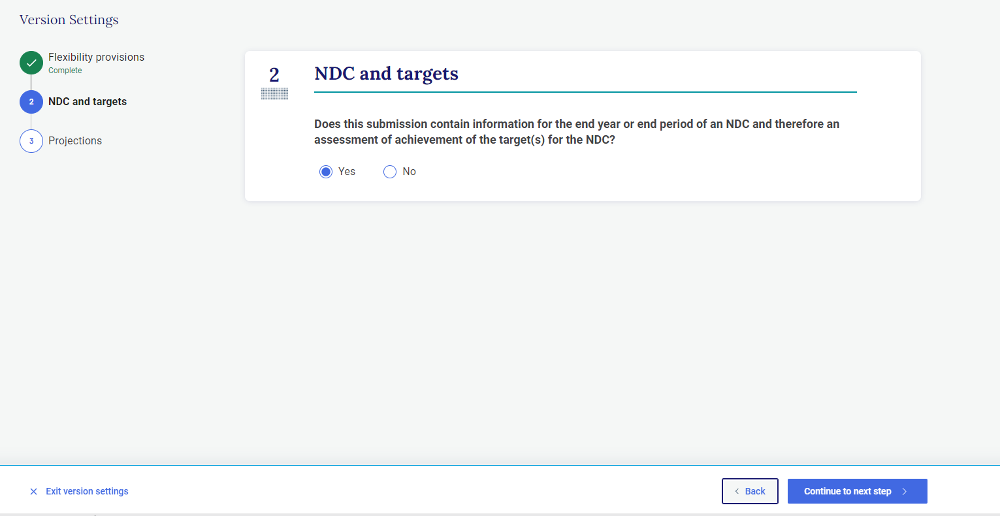 Version Settings
Flexibility provisions
Complete
2
NDC and targets
3
Projections
2
NDC and targets
Does this submission contain information for the end year or end period of an NDC and therefore an
assessment of achievement of the target(s) for the NDC?
Yes
No
Exit version settings
Back
Continue to next step